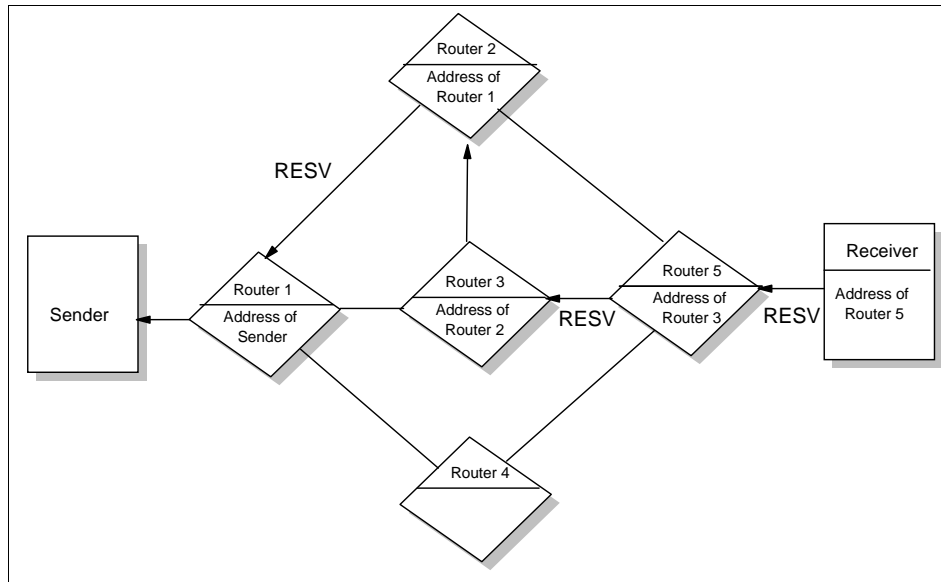 Router 2
Address of
Router 1
RESV
Sender
Router 1
Address of
Sender
Router 3
Address of
Router 2
RESV
Router 5
Address of
Router 3
RESV
Receiver
Address of
Router 5
Router 4